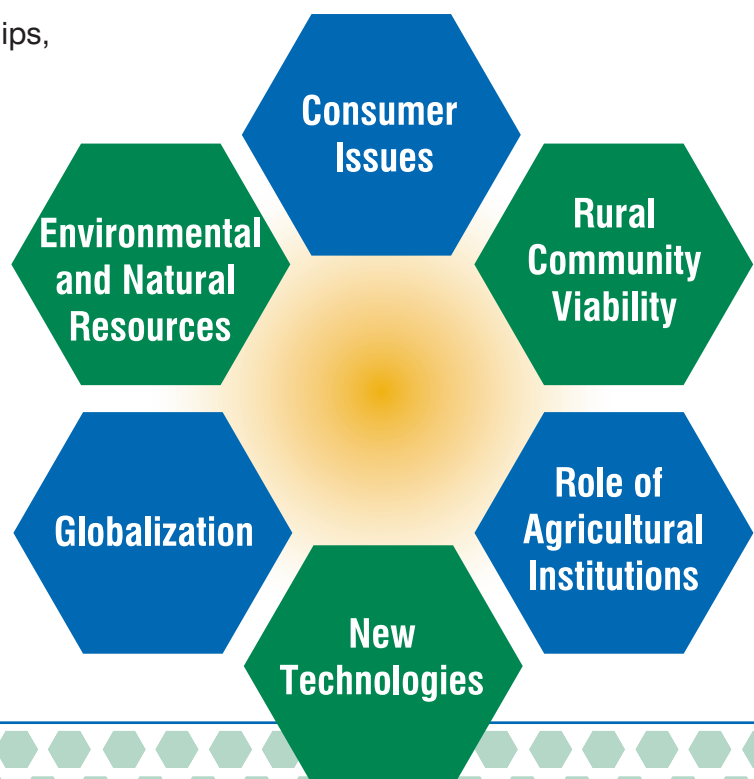 ips,
Consumer
Issues
Environmental
and Natural
Resources
Rural
Community
Viability
Globalization
Role of
Agricultural
Institutions
New
Technologies